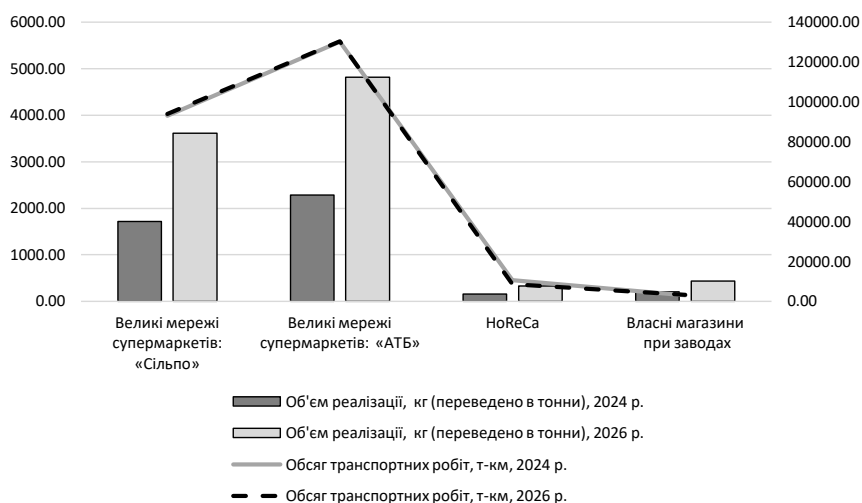 6000.00
5000.00
4000.00
3000.00
2000.00
1000.00
0.00
140000.00
120000.00
100000.00
80000.00
60000.00
40000.00
20000.00
0.00
Великі мережі
супермаркетів:
«Сільпо»
Великі мережі
супермаркетів: «АТБ»
HoReCa
Власні магазини
при заводах
Об'єм реалізації, кг (переведено в тонни), 2024 р.
Об'єм реалізації, кг (переведено в тонни), 2026 р.
Обсяг транспортних робіт, т-км, 2024 р.
Обсяг транспортних робіт, т-км, 2026 р.